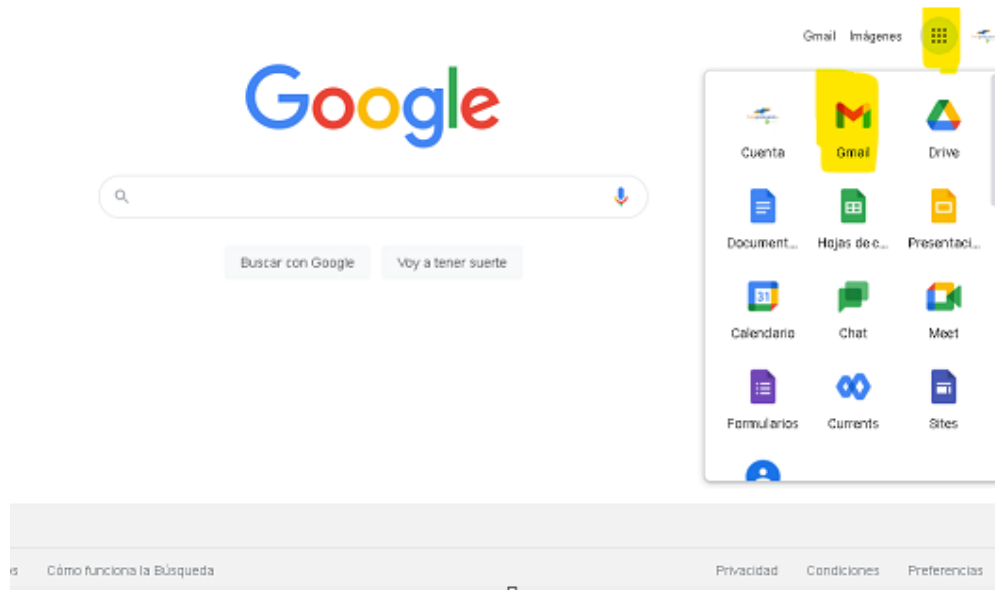 Gmail Imágenes
Google
Cuenta Gmail Drive
Document... Hojas de c... Presentaci...
31
Calendario Chat Meet
Formularios Currents Sites
Buscar con Google Voy a tener suerte
Cómo funciona la Búsqueda Privacidad Condiciones Preferencias